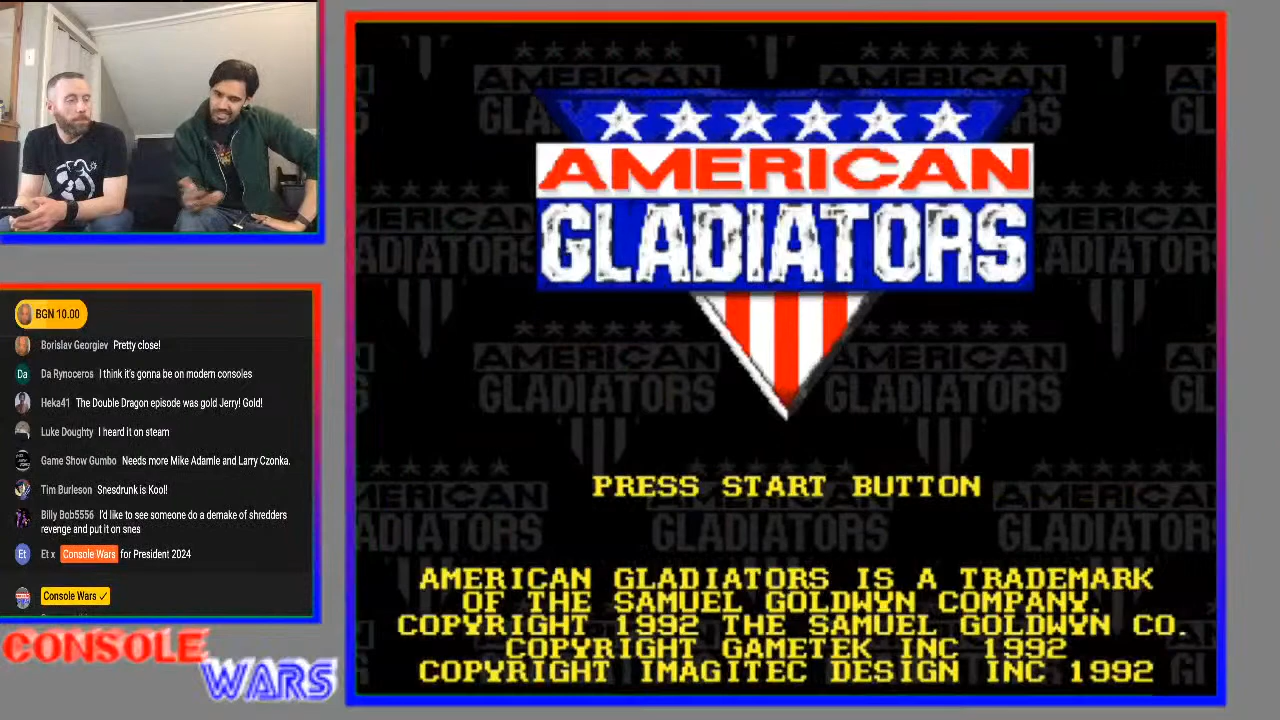 BGN 10.00
Borislav Georgiev Pretty close!
Da
Da Rynoceros I think it's gonna be on modern consoles
Heka41 The Double Dragon episode was gold Jerry! Gold!
Luke Doughty I heard it on steam
Game Show Gumbo Needs more Mike Adamle and Larry Czonka.
Tim Burleson Snesdrunk is Kool!
Billy Bob5556 I'd like to see someone do a demake of shredders
revenge and put it on snes
Et
Et x Console Wars for President 2024
Console Wars ✓
CONSOLE
WARS
AMERICAN
GLADIATORS
PRESS START BUTTON
AMERICAN GLADIATORS IS A TRADEMARK
OF THE SAMUEL GOLDWYN COMPANY.
COPYRIGHT 1992 THE SAMUEL GOLDWYN CO.
COPYRIGHT GAMETEK INC 1992
COPYRIGHT IMAGITEC DESIGN INC 1992